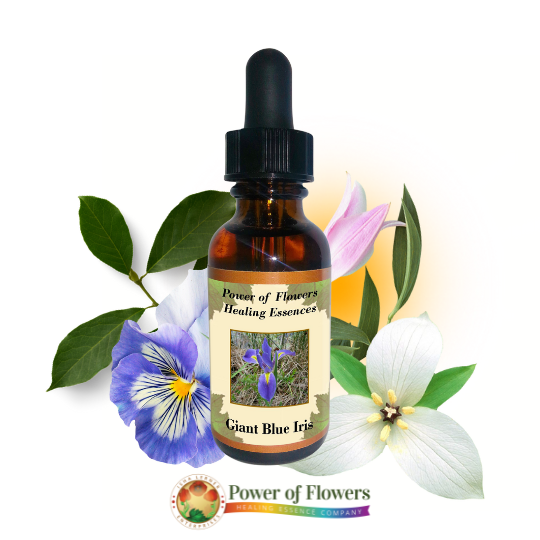 Power of Flowers
Healing Essences
Giant Blue Iris
Power of Flowers
HEALING ESSENCE COMPANY